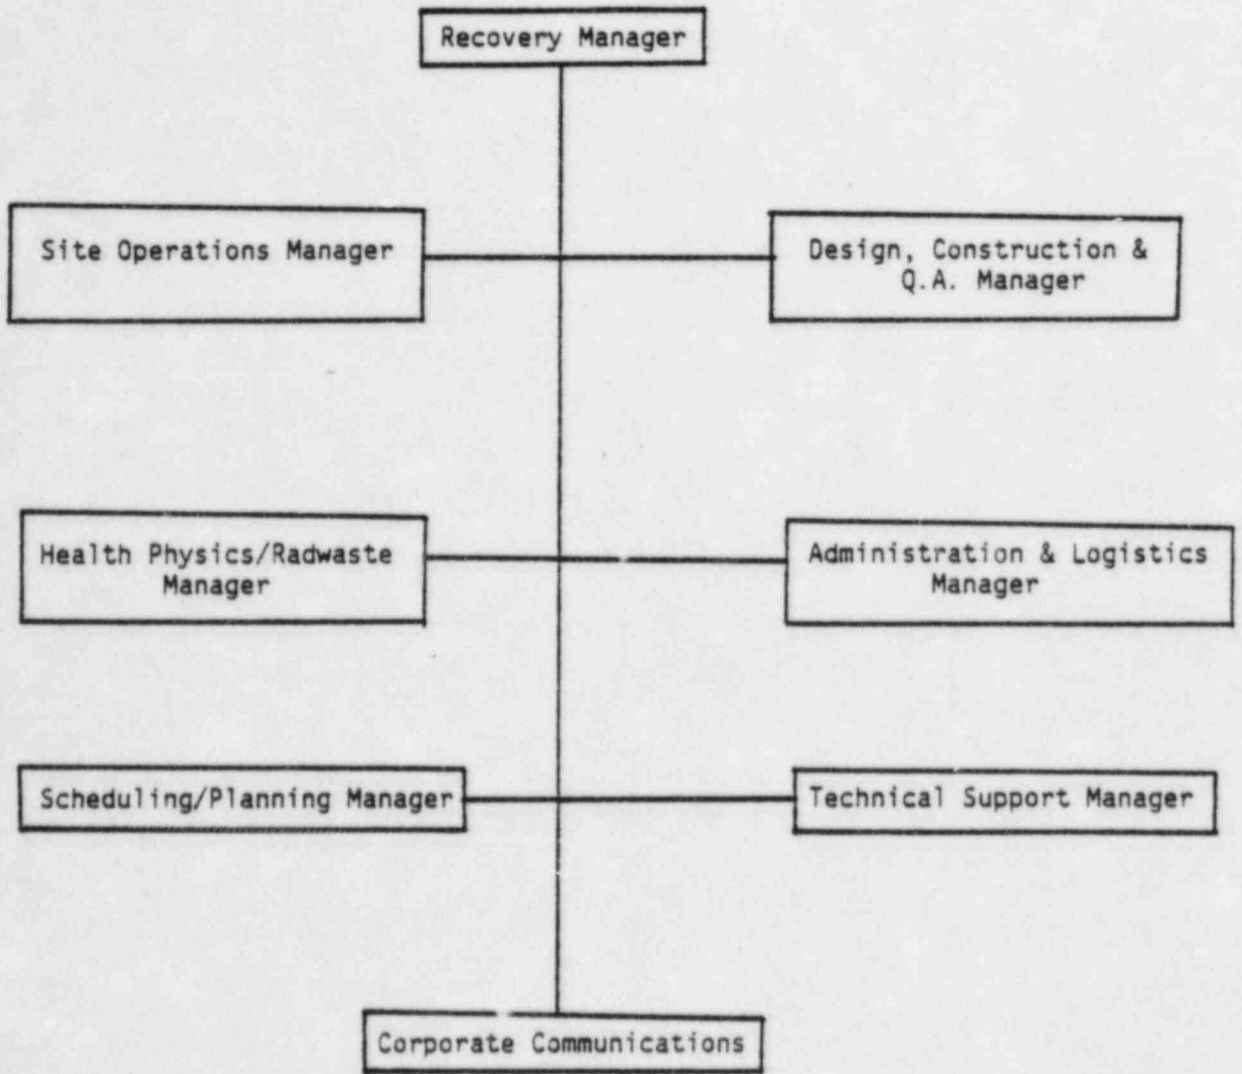 Recovery Manager
Site Operations Manager
Design, Construction &
Q.A. Manager
Health Physics/Radwaste
Manager
Administration & Logistics
Manager
Scheduling/Planning Manager
Technical Support Manager
Corporate Communications